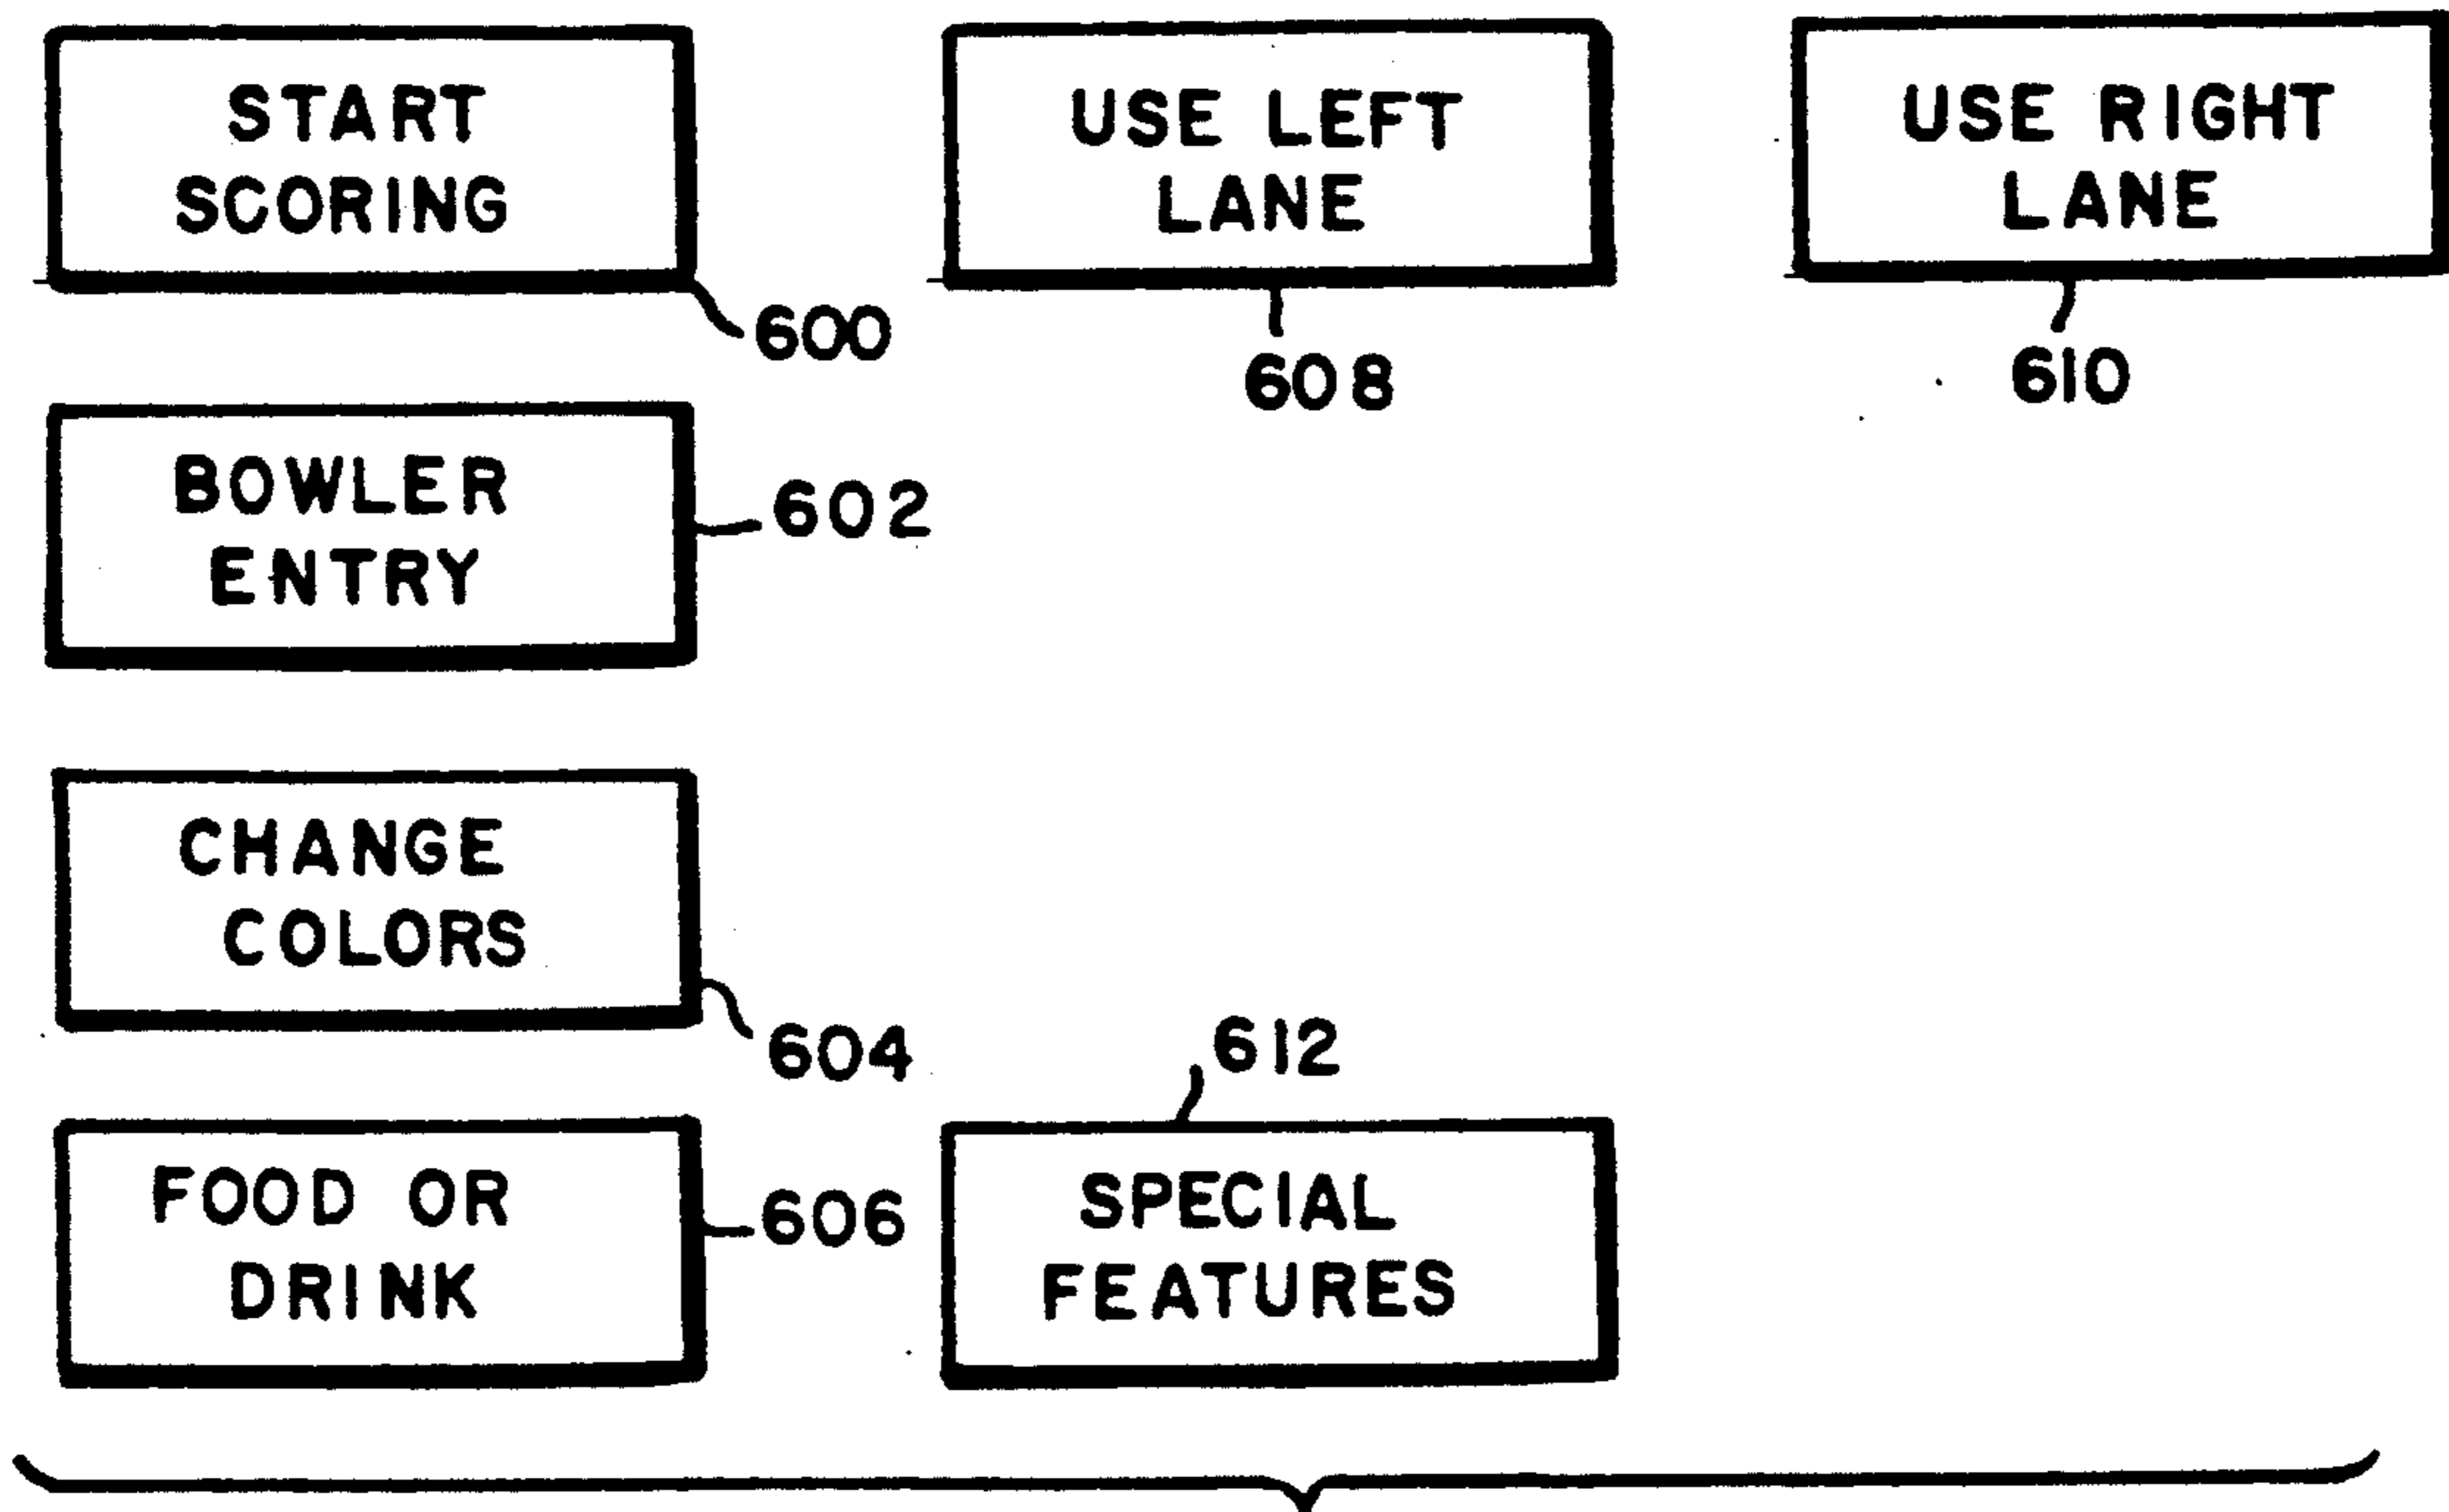 START
SCORING
600
USE LEFT
LANE
608
USE RIGHT
LANE
610
BOWLER
ENTRY
602
CHANGE
COLORS
604
FOOD OR
DRINK
606
612
SPECIAL
FEATURES